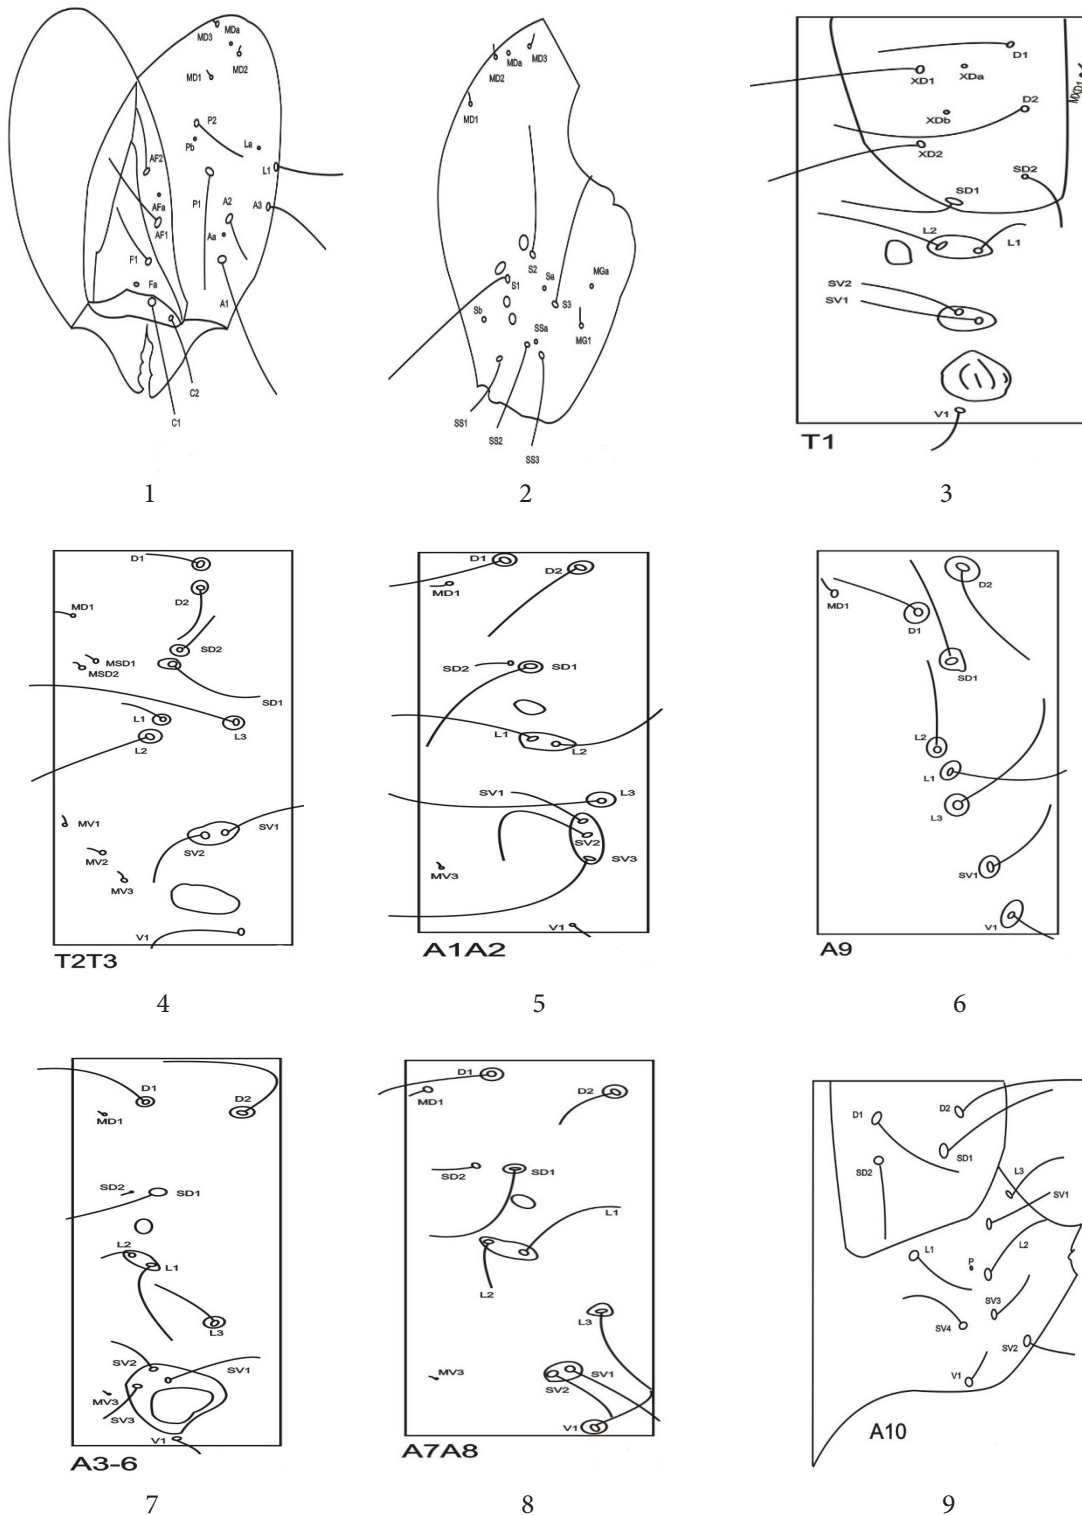 MD3
MDa
MD2
MD1
P2
Pb
La
AF2
L1
AFa
P1
A2
A3
AF1
Aa
F1
Fa
A1
C2
C1
1
MD3
MDa
MD2
MD1
S2
Sa
MGa
S1
S3
Sb
SSa
MG1
SS1
SS2
SS3
2
D1
XD1
XDa
MXD1
D2
XDb
XD2
SD2
SD1
L2
L1
SV2
SV1
V1
T1
3
D1
D2
MD1
SD2
MSD1
MSD2
SD1
L1
L3
L2
MV1
SV1
SV2
MV2
MV3
V1
T2T3
4
D1
D2
MD1
SD2
SD1
L1
L2
SV1
L3
SV2
SV3
MV3
V1
A1A2
5
D2
MD1
D1
SD1
L2
L1
L3
SV1
V1
A9
6
D1
D2
MD1
SD2
SD1
L2
L1
L3
SV2
SV1
MV3
SV3
V1
A3-6
7
D1
MD1
D2
SD2
SD1
L1
L2
L3
MV3
SV1
SV2
V1
A7A8
8
D1
D2
SD1
SD2
L3
SV1
L1
L2
P
SV3
SV4
SV2
V1
A10
9